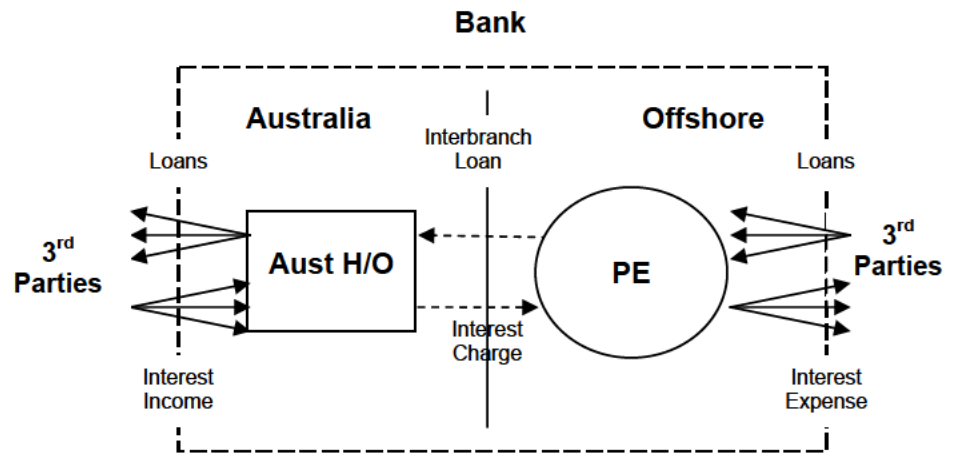 Bank
Australia
Offshore
Loans
Interbranch
Loan
Loans
3rd
Parties
Aust H/O
PE
3rd
Parties
Interest
Charge
Interest
Income
Interest
Expense